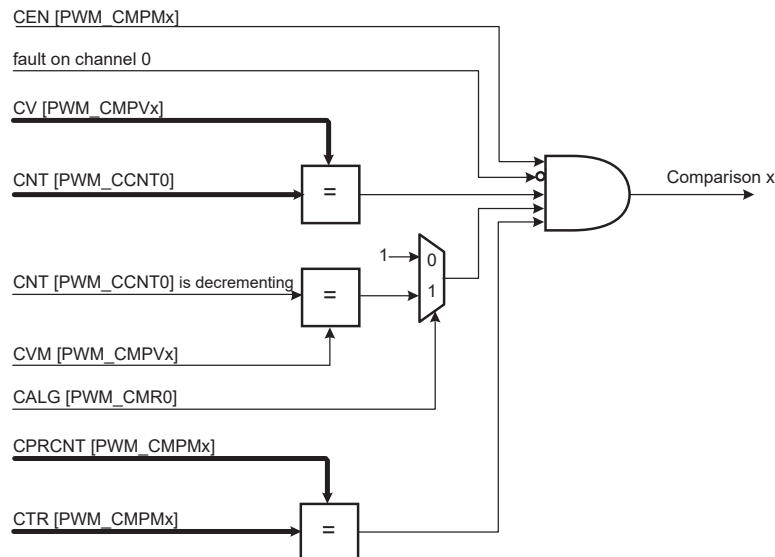 CEN [PWM_CMPMx]
fault on channel 0
CV [PWM_CMPVx]
CNT [PWM_CCNT0]
=
Comparison x
1
0
CNT [PWM_CCNT0] is decrementing
=
1
CVM [PWM_CMPVx]
CALG [PWM_CMR0]
CPRCNT [PWM_CMPMx]
CTR [PWM_CMPMx]
=